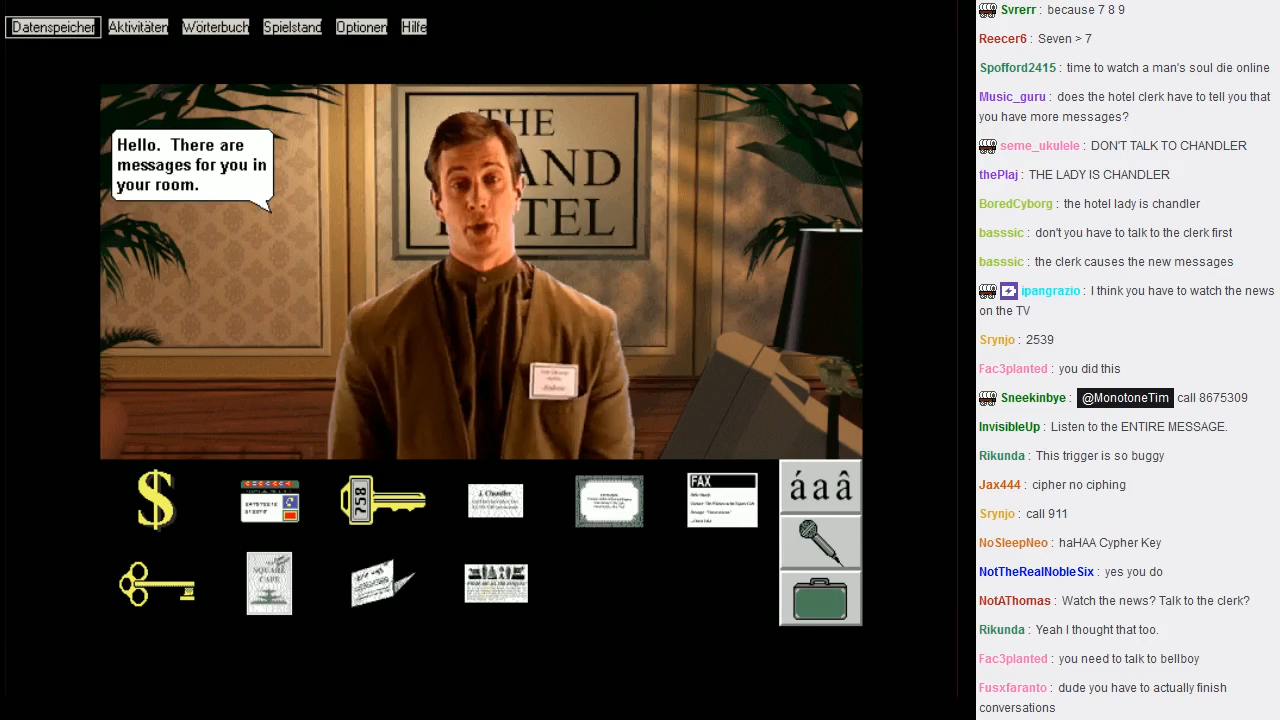 Datenspeicher Aktivitäten Wörterbuch Spielstand Optionen Hilfe
THE
AND
HOTEL
Hello. There are
messages for you in
your room.
758
J. Chandler
FAX
SQUARE
CAFE
á a â
Svrerr : because 7 8 9
Reecer6 : Seven > 7
Spofford2415 : time to watch a man's soul die online
Music_guru : does the hotel clerk have to tell you that
you have more messages?
seme_ukulele : DON'T TALK TO CHANDLER
thePlaj : THE LADY IS CHANDLER
BoredCyborg : the hotel lady is chandler
basssic : don't you have to talk to the clerk first
basssic : the clerk causes the new messages
ipangrazio : I think you have to watch the news
on the TV
Srynjo : 2539
Fac3planted : you did this
Sneekinbye : @MonotoneTim call 8675309
InvisibleUp : Listen to the ENTIRE MESSAGE.
Rikunda : This trigger is so foggy
Jax444 : cipher no ciphing
Srynjo : call 911
NoSleepNeo : haHAA Cypher Key
NotTheRealNobs : yes you do
NotAThomas : Watch the news? Talk to the clerk?
Rikunda : Yeah I thought that too.
Fac3planted : you need to talk to bellboy
Fusxfaranto : dude you have to actually finish
conversations